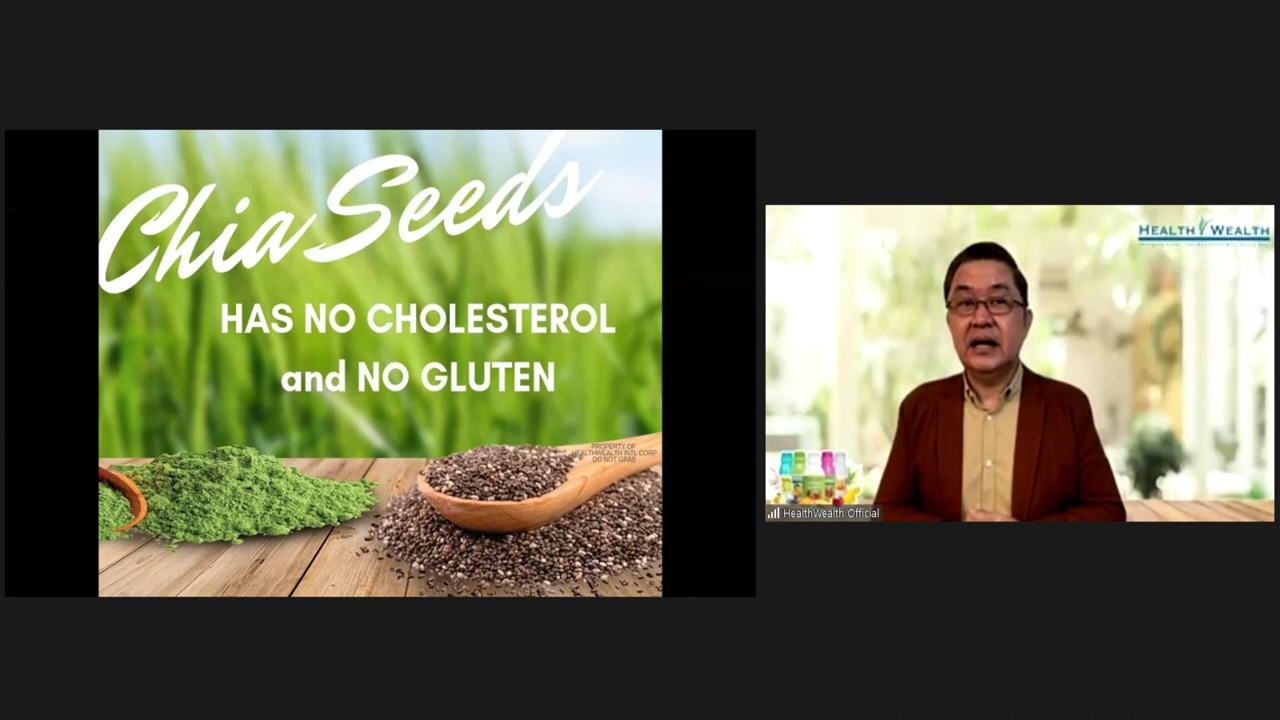 Chia Seeds
HAS NO CHOLESTEROL
and NO GLUTEN
PROPERTY OF
HEALTHWEALTH INTL CORP
DO NOT GRAB
HEALTH WEALTH
HealthWealth Official